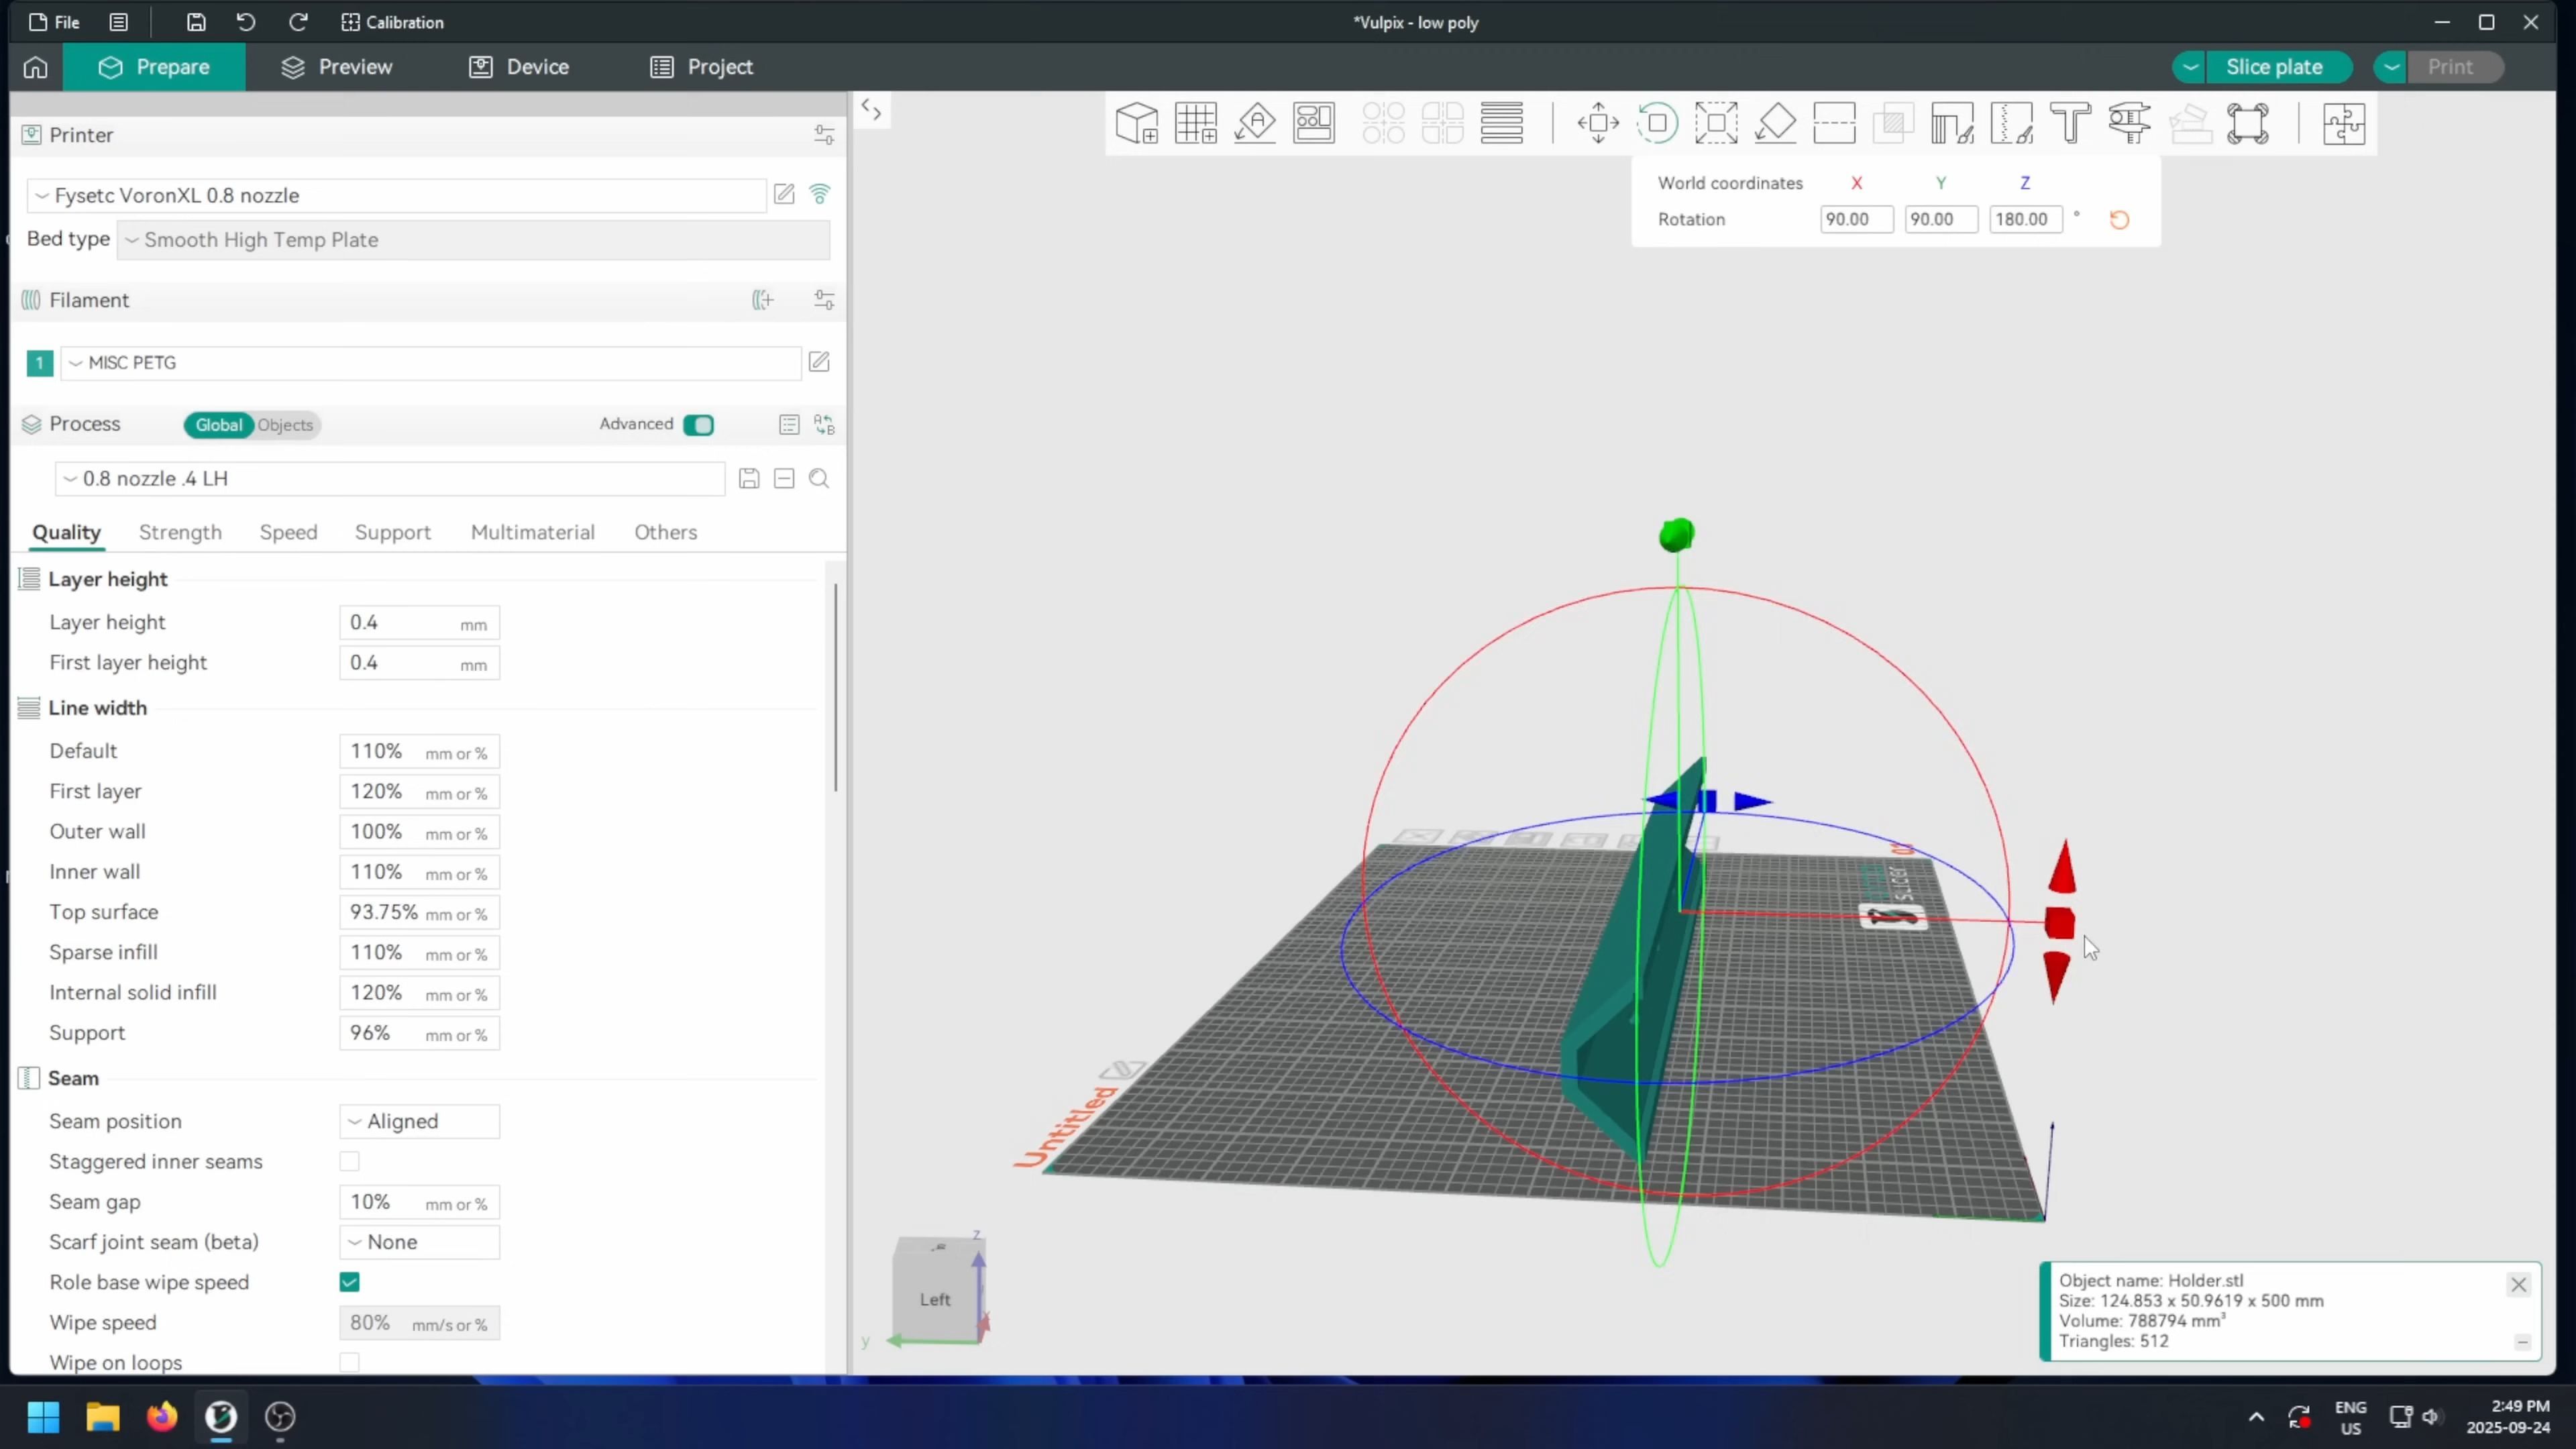 File
Calibration
*Vulpix - low poly
Prepare
Preview
Device
Project
Slice plate
Print
Printer
Fysetc VoronXL 0.8 nozzle
Bed type
Smooth High Temp Plate
Filament
1
MISC PETG
Process
Global
Objects
Advanced
0.8 nozzle .4 LH
Quality
Strength
Speed
Support
Multimaterial
Others
Layer height
Layer height 0.4 mm
First layer height 0.4 mm
Line width
Default 110% mm or %
First layer 120% mm or %
Outer wall 100% mm or %
Inner wall 110% mm or %
Top surface 93.75% mm or %
Sparse infill 110% mm or %
Internal solid infill 120% mm or %
Support 96% mm or %
Seam
Seam position Aligned
Staggered inner seams
Seam gap 10% mm or %
Scarf joint seam (beta) None
Role base wipe speed
Wipe speed 80% mm/s or %
Wipe on loops
World coordinates X Y Z
Rotation 90.00 90.00 180.00 °
Untitled
Left
z
y
Object name: Holder.stl
Size: 124.853 x 50.9619 x 500 mm
Volume: 788794 mm³
Triangles: 512
ENG
US
2:49 PM
2025-09-24